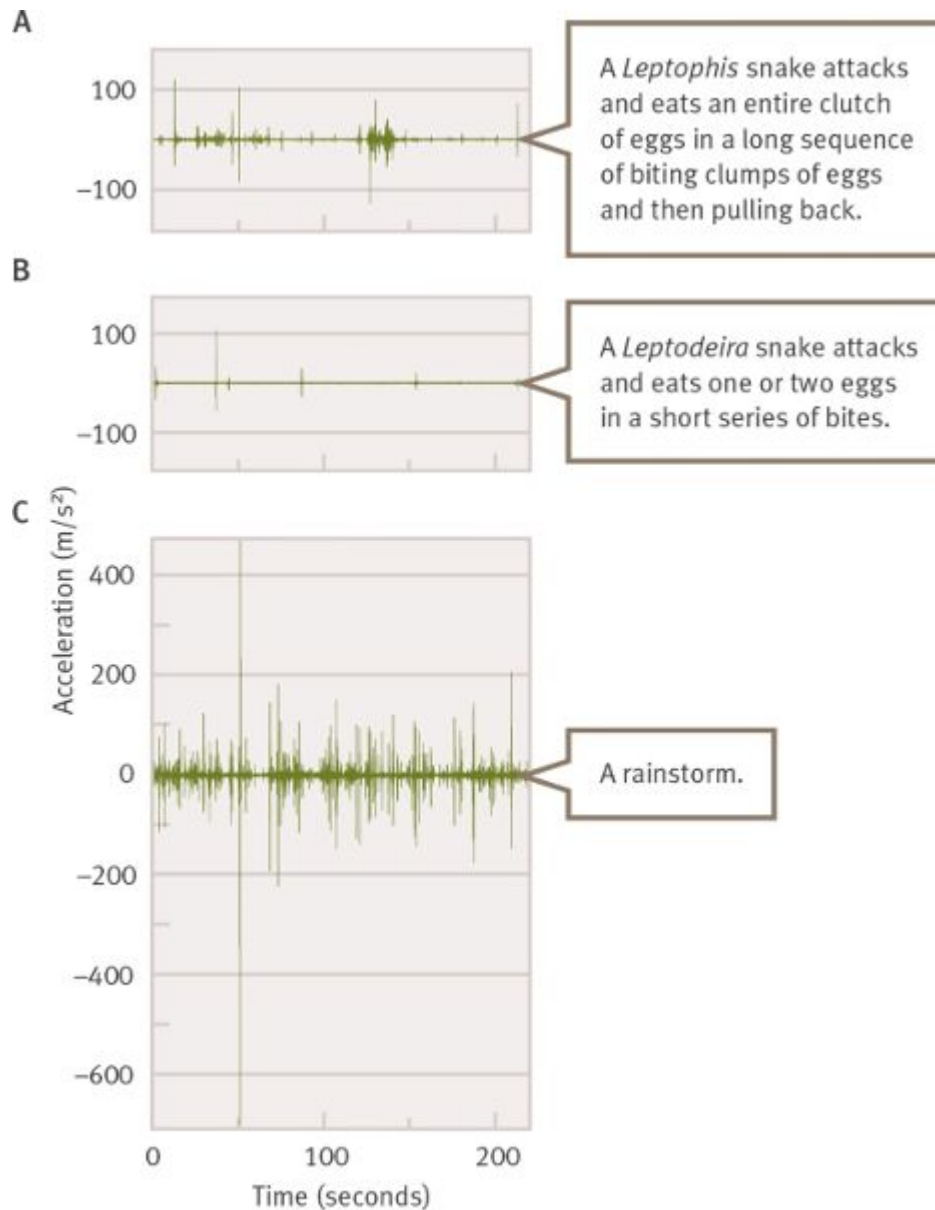 A
100
−100
A Leptophis snake attacks
and eats an entire clutch
of eggs in a long sequence
of biting clumps of eggs
and then pulling back.
B
100
−100
A Leptodeira snake attacks
and eats one or two eggs
in a short series of bites.
C
Acceleration (m/s²)
400
200
0
−200
−400
−600
A rainstorm.
0
100
200
Time (seconds)